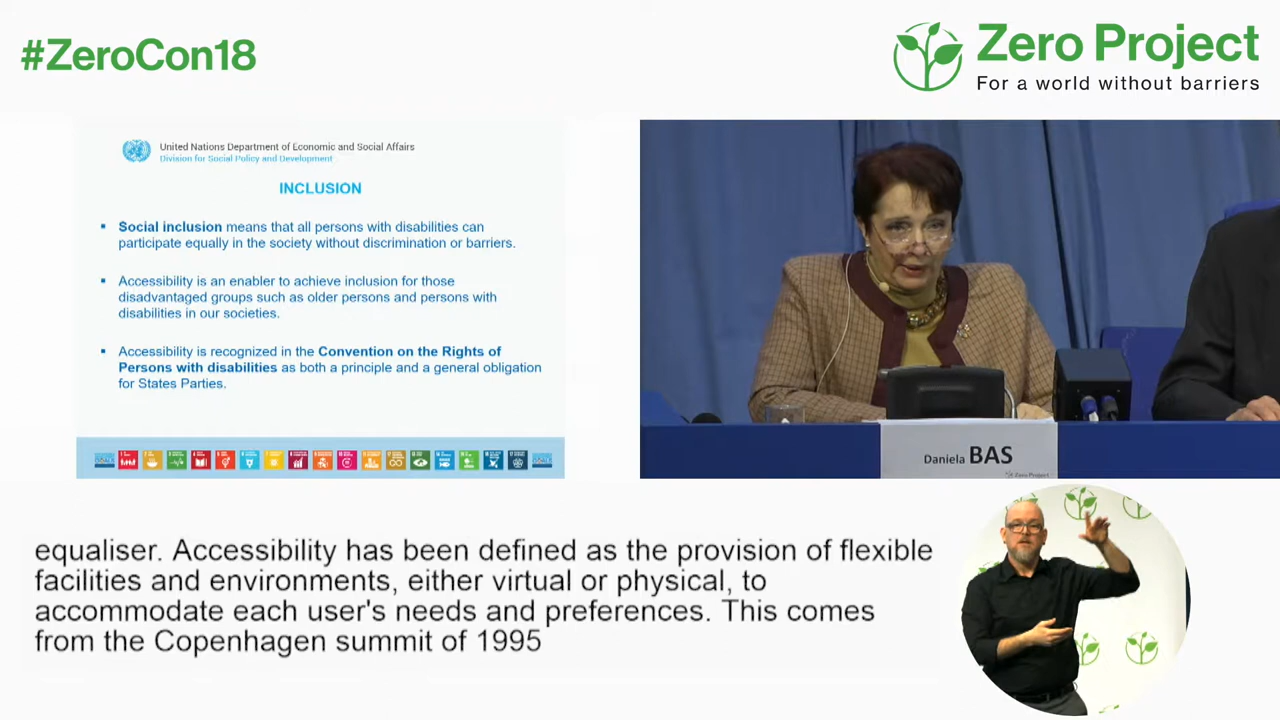 #ZeroCon18
Zero Project
For a world without barriers
United Nations Department of Economic and Social Affairs
Division for Social Policy and Development
INCLUSION
▪ Social inclusion means that all persons with disabilities can
participate equally in the society without discrimination or barriers.
▪ Accessibility is an enabler to achieve inclusion for those
disadvantaged groups such as older persons and persons with
disabilities in our societies.
▪ Accessibility is recognized in the Convention on the Rights of
Persons with disabilities as both a principle and a general obligation
for States Parties.
Daniela BAS
Zero Project
equaliser. Accessibility has been defined as the provision of flexible
facilities and environments, either virtual or physical, to
accommodate each user's needs and preferences. This comes
from the Copenhagen summit of 1995